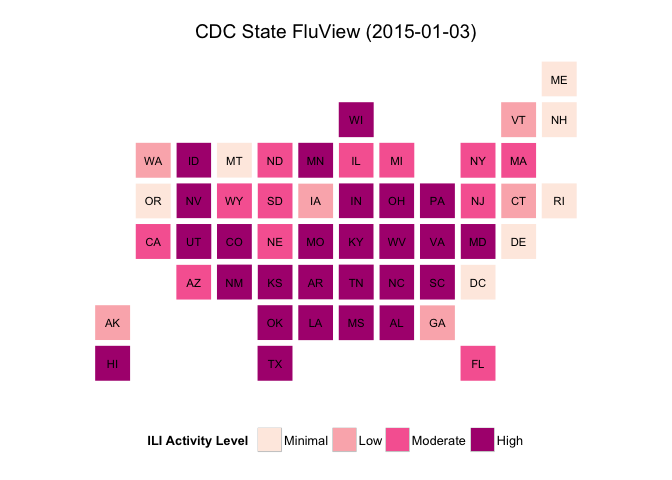 CDC State FluView (2015-01-03)
ME
WI VT NH
WA ID MT ND MN IL MI NY MA
OR NV WY SD IA IN OH PA NJ CT RI
CA UT CO NE MO KY WV VA MD DE
AZ NM KS AR TN NC SC DC
AK OK LA MS AL GA
HI TX FL
ILI Activity Level Minimal Low Moderate High